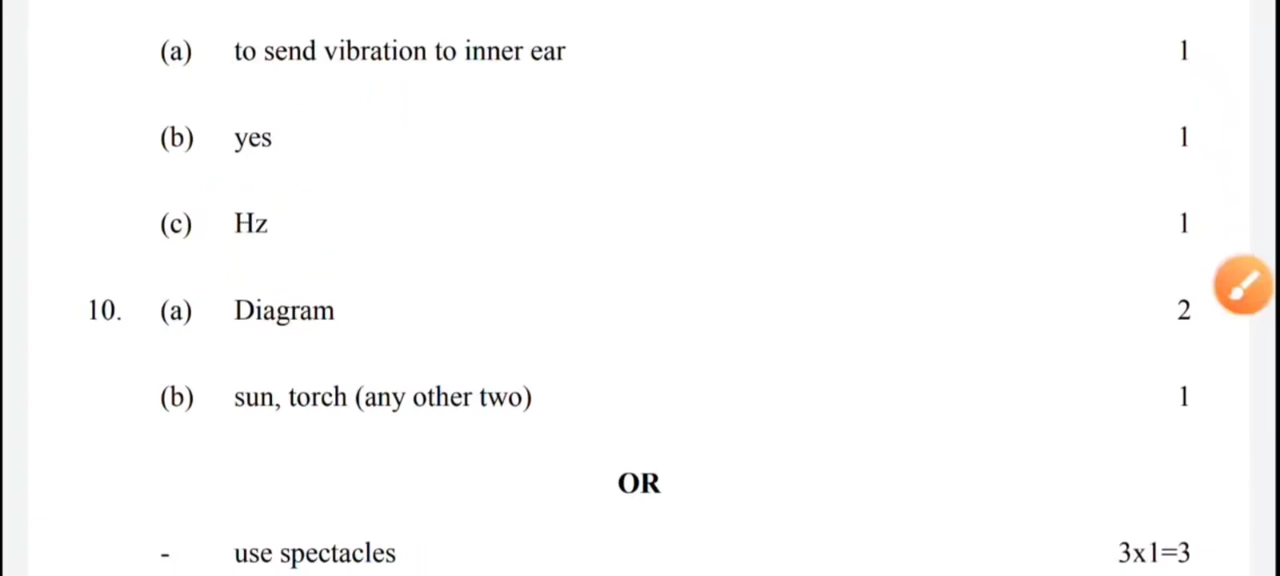 (a) to send vibration to inner ear 1
(b) yes 1
(c) Hz 1
10. (a) Diagram 2
(b) sun, torch (any other two) 1
OR
- use spectacles 3x1=3